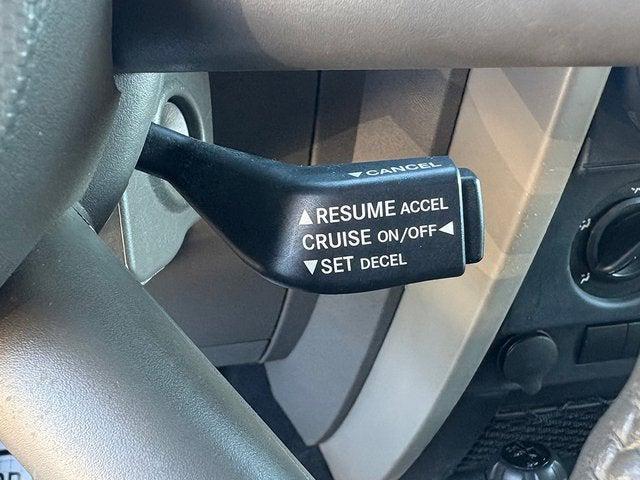 ▼CANCEL
▲RESUME ACCEL
CRUISE ON/OFF◀
▼SET DECEL